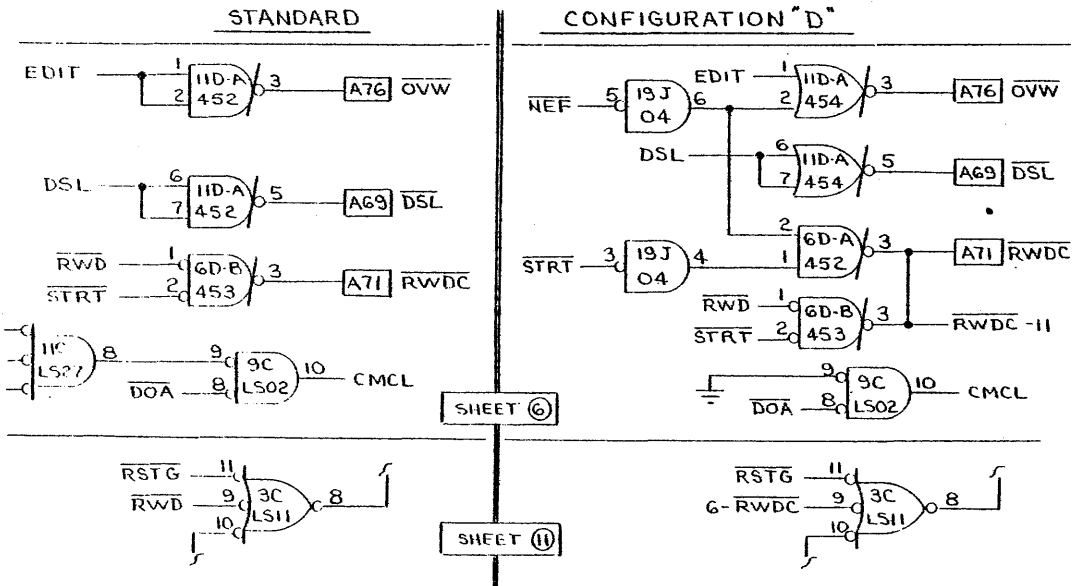 STANDARD
CONFIGURATION "D"
EDIT
1
2
11D-A
452
3
A76
OVW
DSL
6
7
11D-A
452
5
A69
DSL
RWD
STRT
1
2
6D-B
453
3
A71
RWDC
11C
LS27
8
DOA
9
8
9C
LS02
10
CMCL
NEF
5
19J
04
6
EDIT
1
2
11D-A
454
3
A76
OVW
DSL
6
7
11D-A
454
5
A69
DSL
STRT
3
19J
04
4
2
1
6D-A
452
3
A71
RWDC
RWD
STRT
1
2
6D-B
453
3
RWDC-11
DOA
9
8
9C
LS02
10
CMCL
SHEET 6
RSTG
RWD
11
9
10
3C
LS11
8
RSTG
6-RWDC
11
9
10
3C
LS11
8
SHEET 11